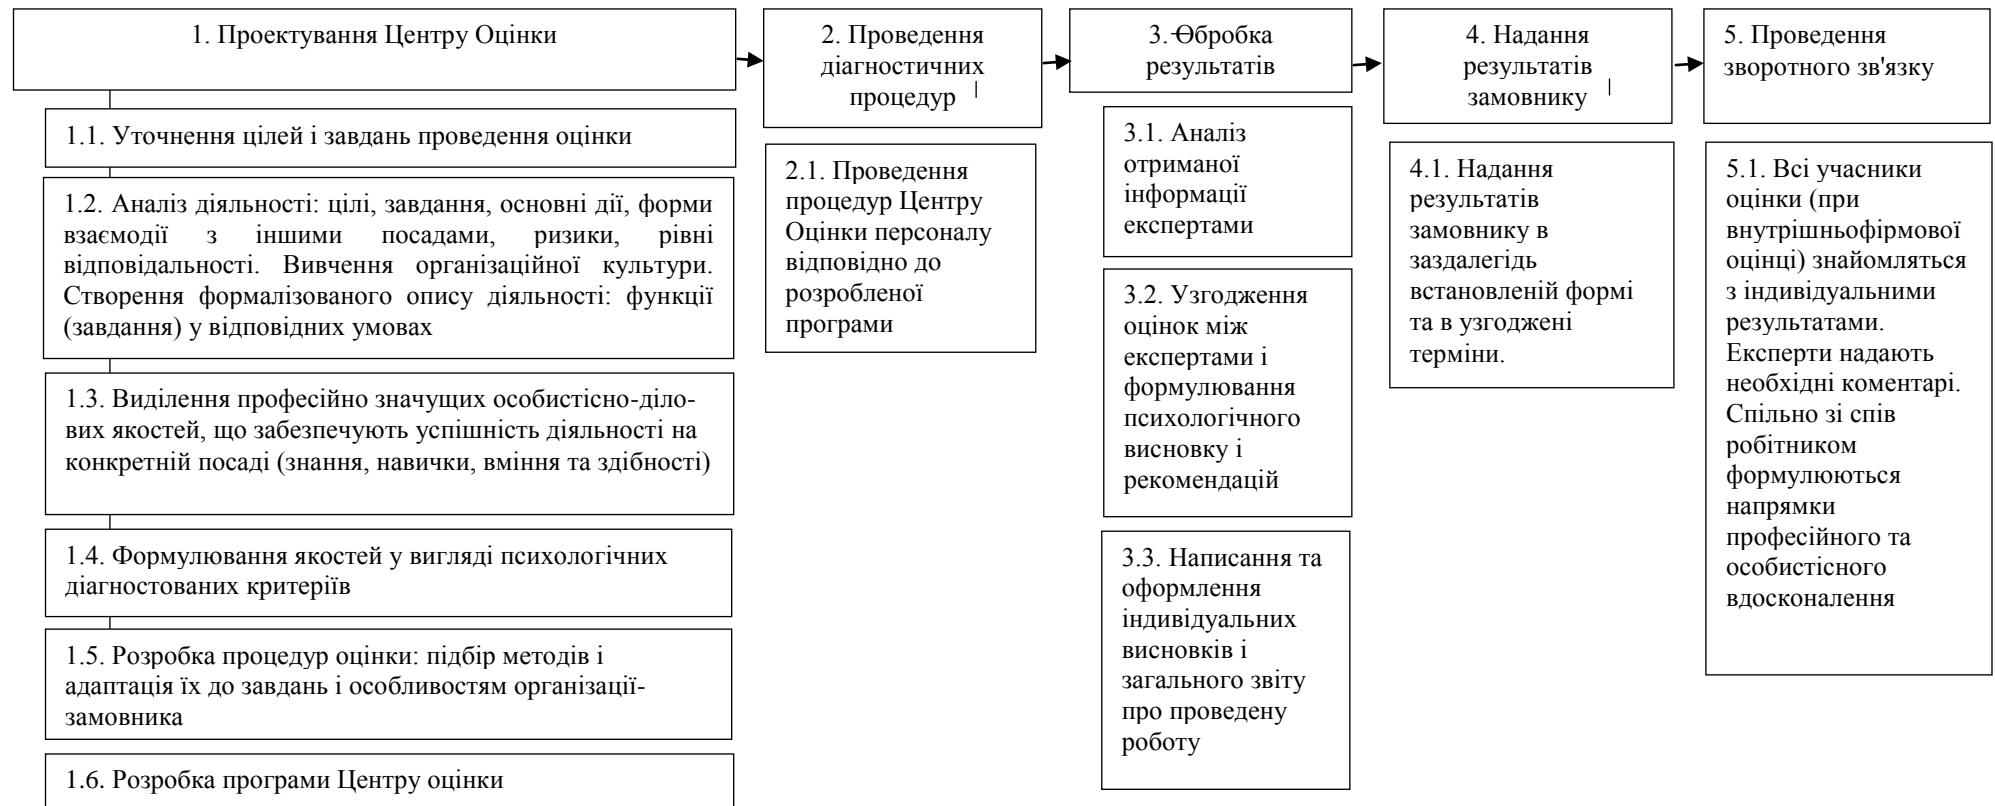 1. Проектування Центру Оцінки
1.1. Уточнення цілей і завдань проведення оцінки
1.2. Аналіз діяльності: цілі, завдання, основні дії, форми
взаємодії з іншими посадами, ризики, рівні
відповідальності. Вивчення організаційної культури.
Створення формалізованого опису діяльності: функції
(завдання) у відповідних умовах
1.3. Виділення професійно значущих особистісно-діло-
вих якостей, що забезпечують успішність діяльності на
конкретній посаді (знання, навички, вміння та здібності)
1.4. Формулювання якостей у вигляді психологічних
діагностованих критеріїв
1.5. Розробка процедур оцінки: підбір методів і
адаптація їх до завдань і особливостям організації-
замовника
1.6. Розробка програми Центру оцінки
2. Проведення
діагностичних
процедур
2.1. Проведення
процедур Центру
Оцінки персоналу
відповідно до
розробленої
програми
3. Обробка
результатів
3.1. Аналіз
отриманої
інформації
експертами
3.2. Узгодження
оцінок між
експертами і
формулювання
психологічного
висновку і
рекомендацій
3.3. Написання та
оформлення
індивідуальних
висновків і
загального звіту
про проведену
роботу
4. Надання
результатів
замовнику
4.1. Надання
результатів
замовнику в
заздалегідь
встановленій формі
та в узгоджені
терміни.
5. Проведення
зворотного зв'язку
5.1. Всі учасники
оцінки (при
внутрішньофірмової
оцінці) знайомляться
з індивідуальними
результатами.
Експерти надають
необхідні коментарі.
Спільно зі спів
робітником
формулюються
напрямки
професійного та
особистісного
вдосконалення